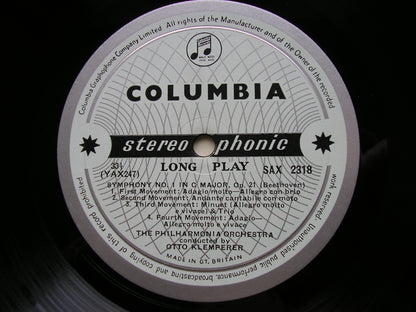 Columbia Graphophone Company Limited. All rights of the Manufacturer and of the Owner of the recorded work reserved. Unauthorised public performance, broadcasting and copying of this record prohibited
COLUMBIA
stereo phonic
33⅓ LONG PLAY SAX 2318
(YAX247)
SYMPHONY NO. 1 IN C MAJOR, Op. 21 (Beethoven)
1. First Movement: Adagio molto—Allegro con brio
2. Second Movement: Andante cantabile con moto
3. Third Movement: Minuet (Allegro molto
e vivace) & Trio
4. Fourth Movement: Adagio—
Allegro molto e vivace
THE PHILHARMONIA ORCHESTRA
conducted by
OTTO KLEMPERER
MADE IN GT. BRITAIN